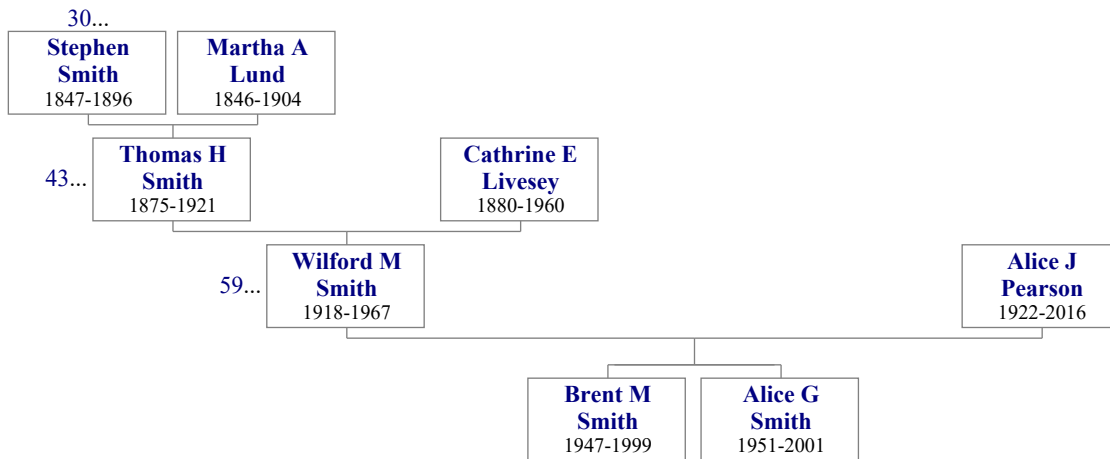 30...
Stephen
Smith
1847-1896
Martha A
Lund
1846-1904
43...
Thomas H
Smith
1875-1921
Cathrine E
Livesey
1880-1960
59...
Wilford M
Smith
1918-1967
Alice J
Pearson
1922-2016
Brent M
Smith
1947-1999
Alice G
Smith
1951-2001